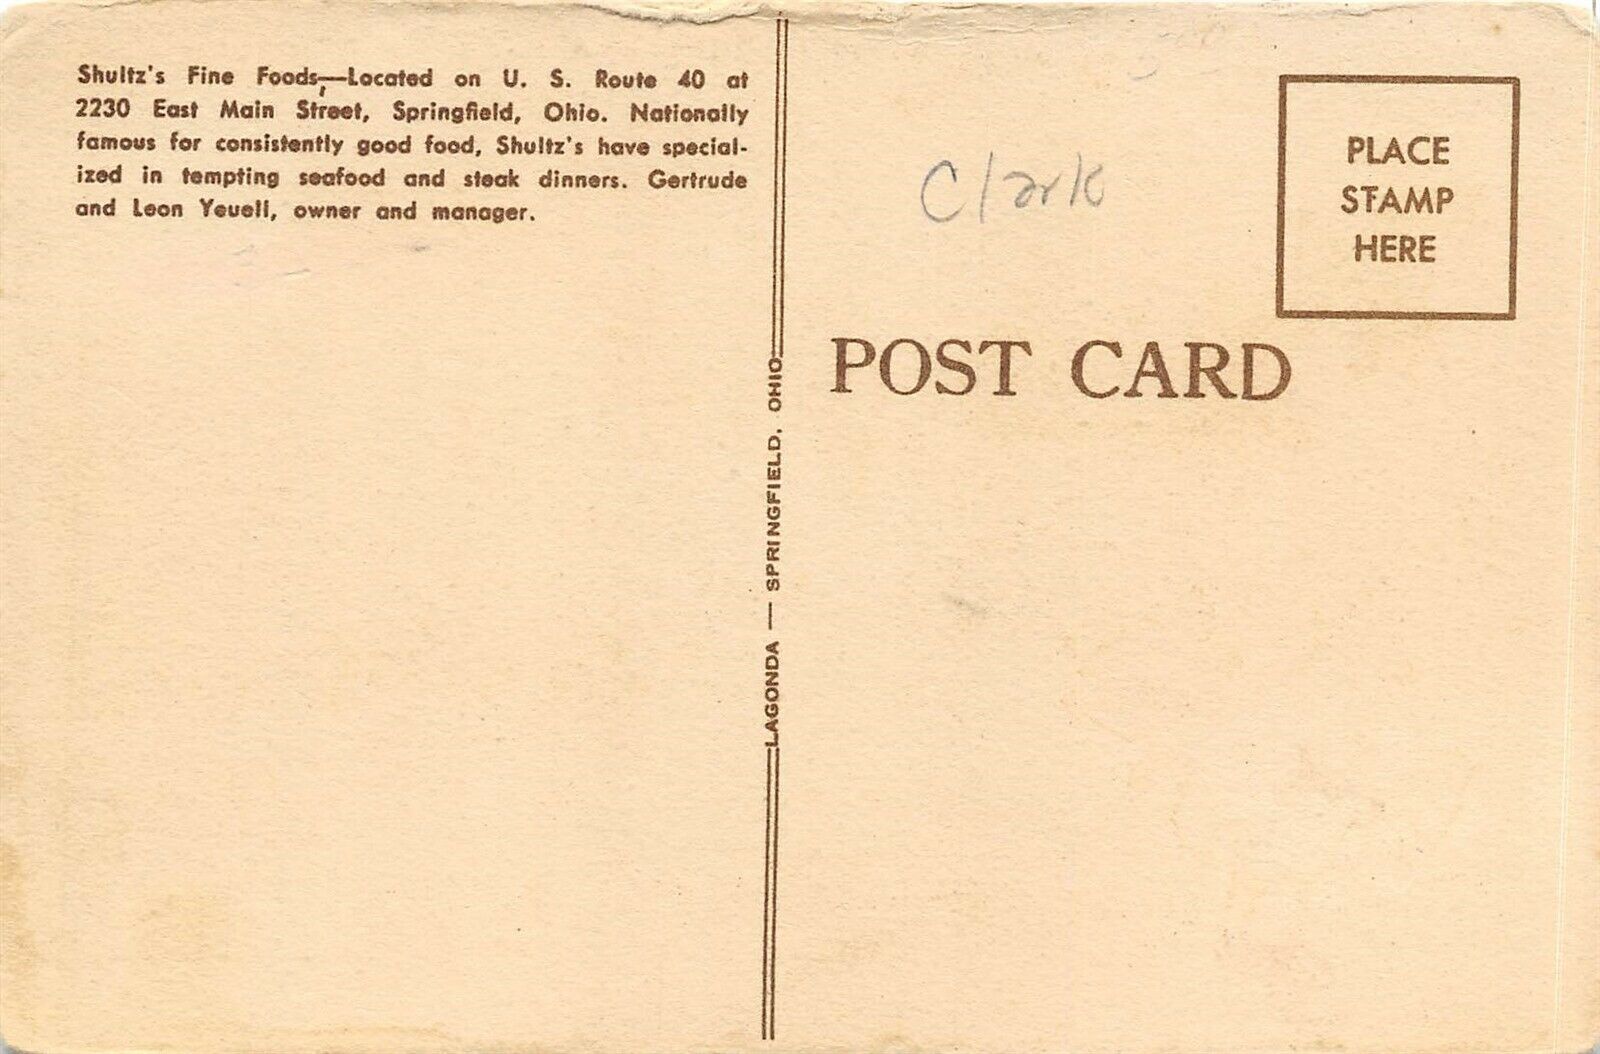 Shultz's Fine Foods,—Located on U. S. Route 40 at
2230 East Main Street, Springfield, Ohio. Nationally
famous for consistently good food, Shultz's have special-
ized in tempting seafood and steak dinners. Gertrude
and Leon Yeuell, owner and manager.
LAGONDA — SPRINGFIELD, OHIO
Clark
PLACE
STAMP
HERE
POST CARD